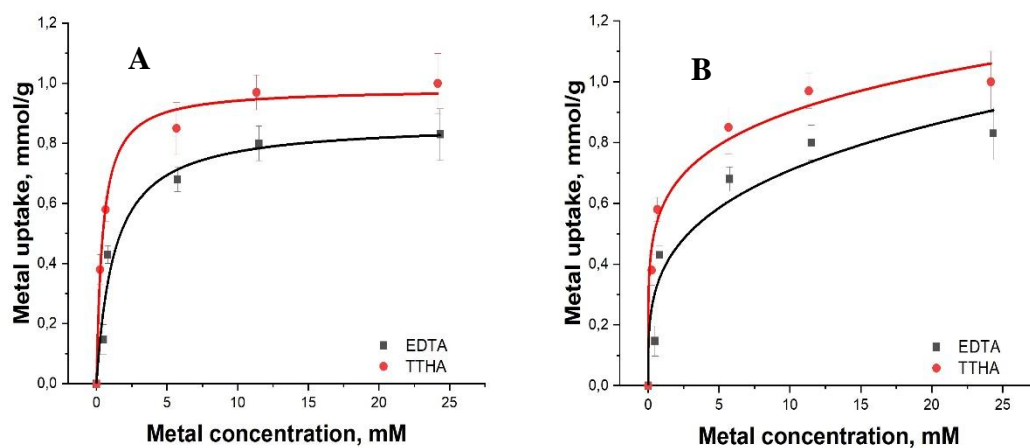 A
Metal uptake, mmol/g
1,2
1,0
0,8
0,6
0,4
0,2
0,0
EDTA
TTHA
0 5 10 15 20 25
Metal concentration, mM
B
Metal uptake, mmol/g
1,2
1,0
0,8
0,6
0,4
0,2
0,0
EDTA
TTHA
0 5 10 15 20 25
Metal concentration, mM